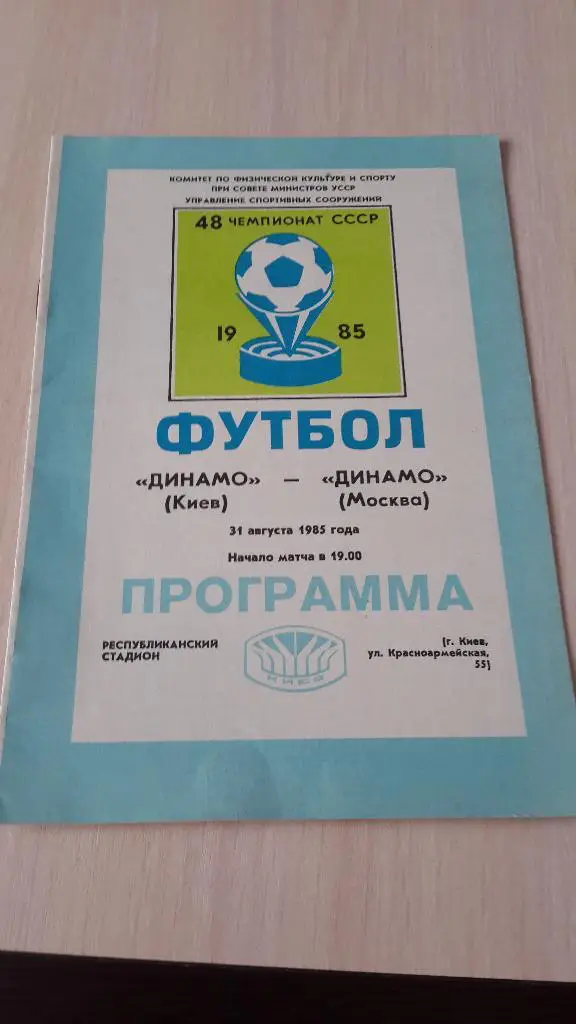 КОМИТЕТ ПО ФИЗИЧЕСКОЙ КУЛЬТУРЕ И СПОРТУ
ПРИ СОВЕТЕ МИНИСТРОВ УССР
УПРАВЛЕНИЕ СПОРТИВНЫХ СООРУЖЕНИЙ
48 ЧЕМПИОНАТ СССР
19 85
ФУТБОЛ
«ДИНАМО» — «ДИНАМО»
(Киев) (Москва)
31 августа 1985 года
Начало матча в 19.00
ПРОГРАММА
РЕСПУБЛИКАНСКИЙ
СТАДИОН
КИЕВ
(г. Киев,
ул. Красноармейская,
55)